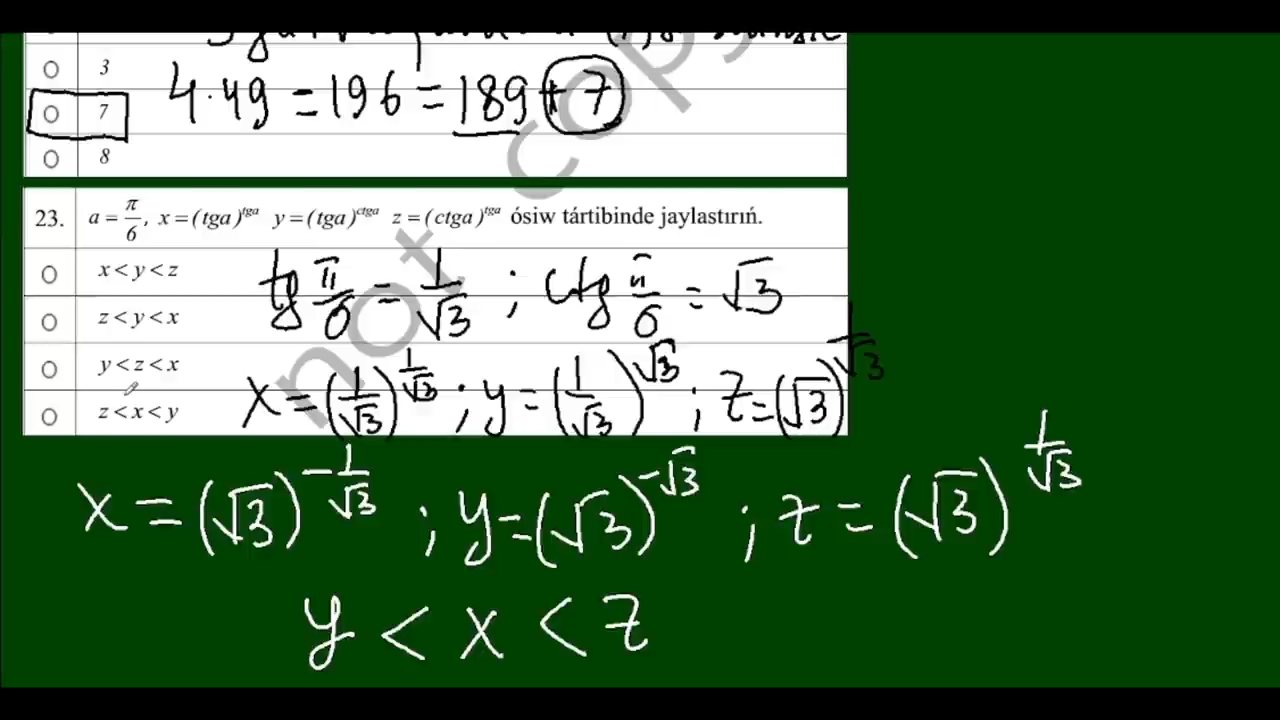 3
4·49 = 196 = 189 + 7
7
8
23. a = π/6, x = (tga)^tga y = (tga)^ctga z = (ctga)^tga ósiw tártibinde jaylastırıń.
x < y < z
tg π/6 = 1/√3 ; ctg π/6 = √3
z < y < x
y < z < x
x = (1/√3)^1/√3 ; y = (1/√3)^√3 ; z = (√3)^1/√3
z < x < y
x = (√3)^-1/√3 ; y = (√3)^-√3 ; z = (√3)^1/√3
y < x < z
not copy